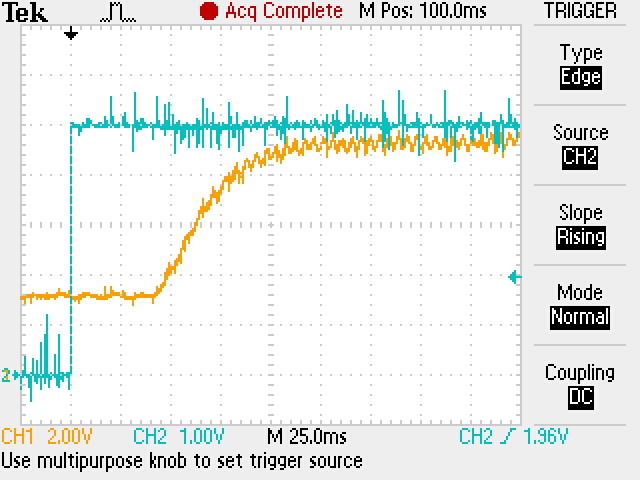 Tek Acq Complete M Pos: 100.0ms TRIGGER
Type
Edge
Source
CH2
Slope
Rising
Mode
Normal
Coupling
DC
2
CH1 2.00V CH2 1.00V M 25.0ms CH2 1.96V
Use multipurpose knob to set trigger source